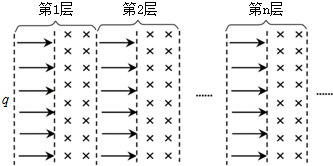 第1层 第2层 第n层
q ...... ......